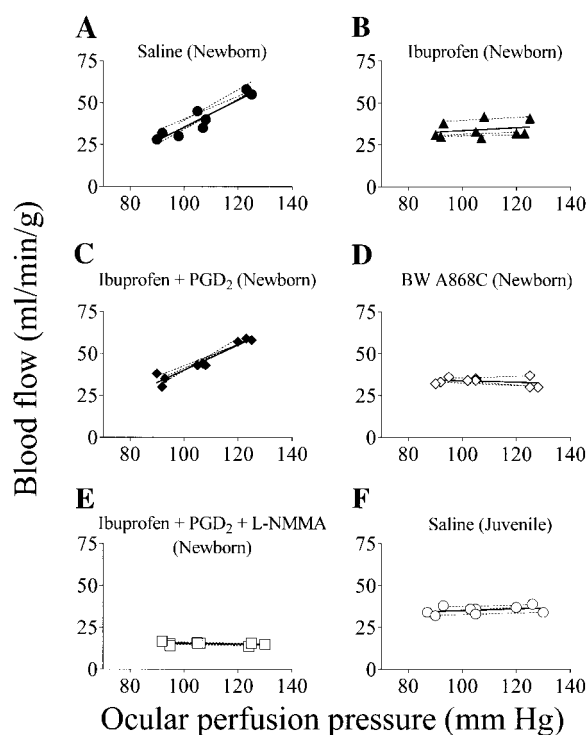 A
Saline (Newborn)
75
50
25
0
80 100 120 140
B
Ibuprofen (Newborn)
75
50
25
0
80 100 120 140
C
Ibuprofen + PGD₂ (Newborn)
75
50
25
0
80 100 120 140
D
BW A868C (Newborn)
75
50
25
0
80 100 120 140
E
Ibuprofen + PGD₂ + L-NMMA
(Newborn)
75
50
25
0
80 100 120 140
F
Saline (Juvenile)
75
50
25
0
80 100 120 140
Blood flow (ml/min/g)
Ocular perfusion pressure (mm Hg)